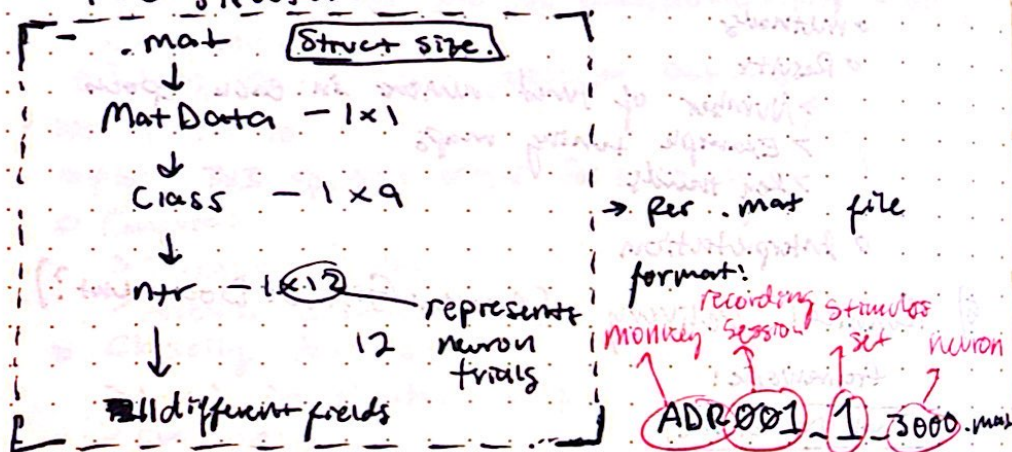 .mat Struct size.
MatData - 1x1
Class - 1x9
→ per .mat file
ntr - 1x12
represents
12 neuron
trials
different fields
format:
monkey recording session stimulus set neuron
ADR001_1_3000.mat